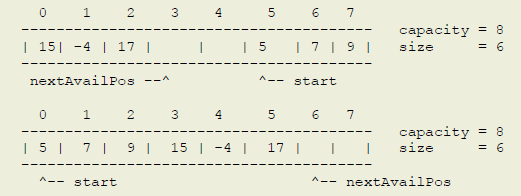 0 1 2 3 4 5 6 7
-----------------------------------------
| 15| -4 | 17 | | | 5 | 7 | 9 | capacity = 8
size = 6
-----------------------------------------
nextAvailPos --^ ^-- start
0 1 2 3 4 5 6 7
-----------------------------------------
| 5 | 7 | 9 | 15 | -4 | 17 | | | capacity = 8
size = 6
-----------------------------------------
^-- start ^-- nextAvailPos